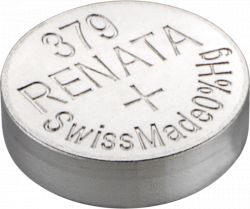 379
RENATA
+
SwissMade0%Hg